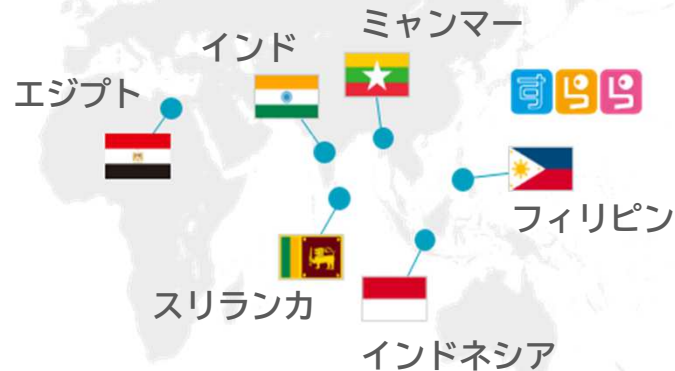 ミャンマー
インド
エジプト
すらら
フィリピン
スリランカ
インドネシア